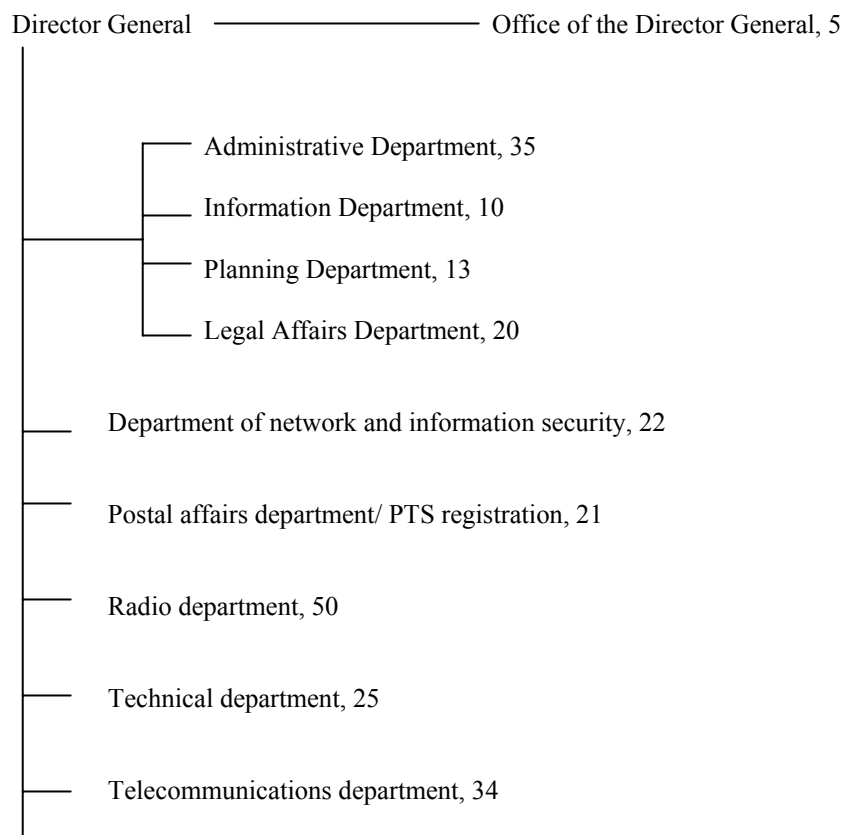 Director General Office of the Director General, 5
Administrative Department, 35
Information Department, 10
Planning Department, 13
Legal Affairs Department, 20
Department of network and information security, 22
Postal affairs department/ PTS registration, 21
Radio department, 50
Technical department, 25
Telecommunications department, 34